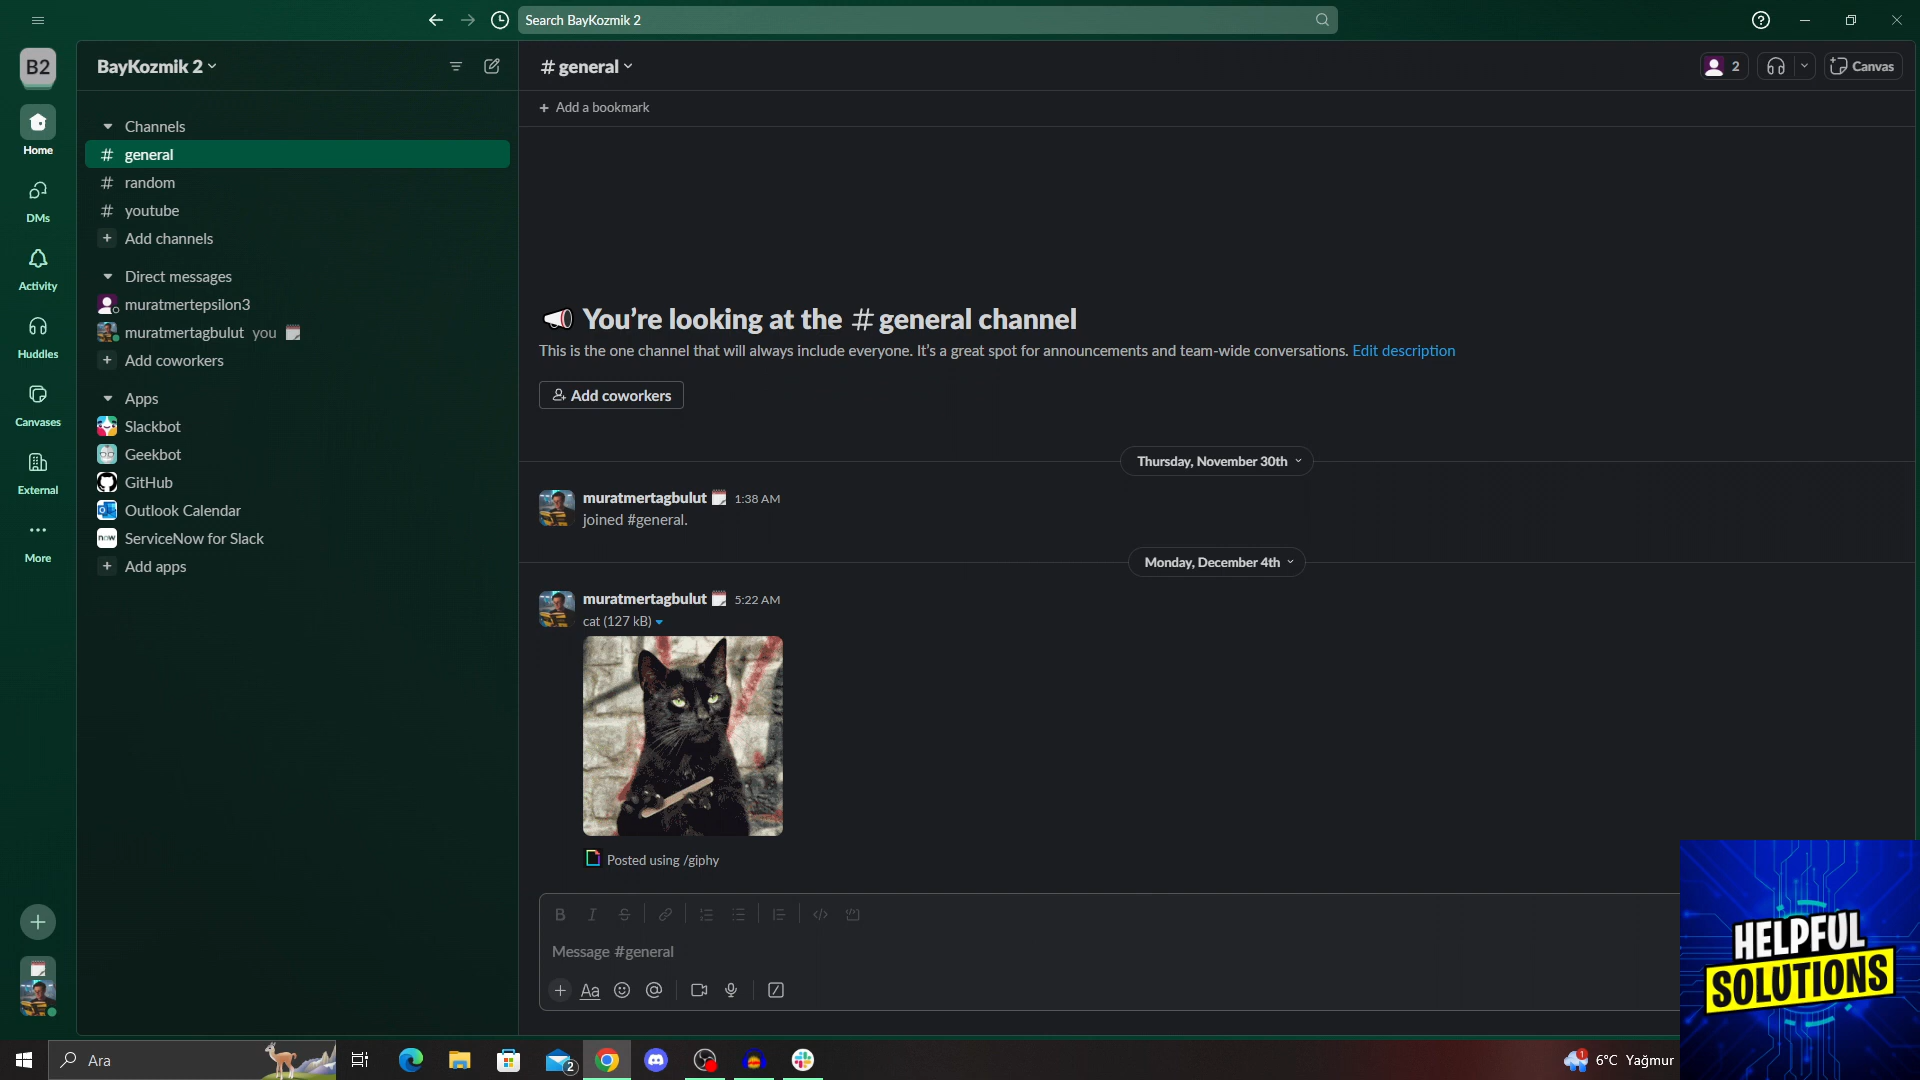 Search BayKozmik 2
B2
BayKozmik 2
# general
2
Canvas
Add a bookmark
Home
DMs
Activity
Huddles
Canvases
External
More
Channels
# general
# random
# youtube
+ Add channels
Direct messages
muratmertepsilon3
muratmertagbulut you
+ Add coworkers
Apps
Slackbot
Geekbot
GitHub
Outlook Calendar
now ServiceNow for Slack
+ Add apps
You're looking at the # general channel
This is the one channel that will always include everyone. It's a great spot for announcements and team-wide conversations. Edit description
Add coworkers
Thursday, November 30th
muratmertagbulut 1:38 AM
joined #general.
Monday, December 4th
muratmertagbulut 5:22 AM
cat (127 kB)
Posted using /giphy
B I S
Message #general
+ Aa @
HELPFUL
SOLUTIONS
Ara
2
1
6°C Yağmur